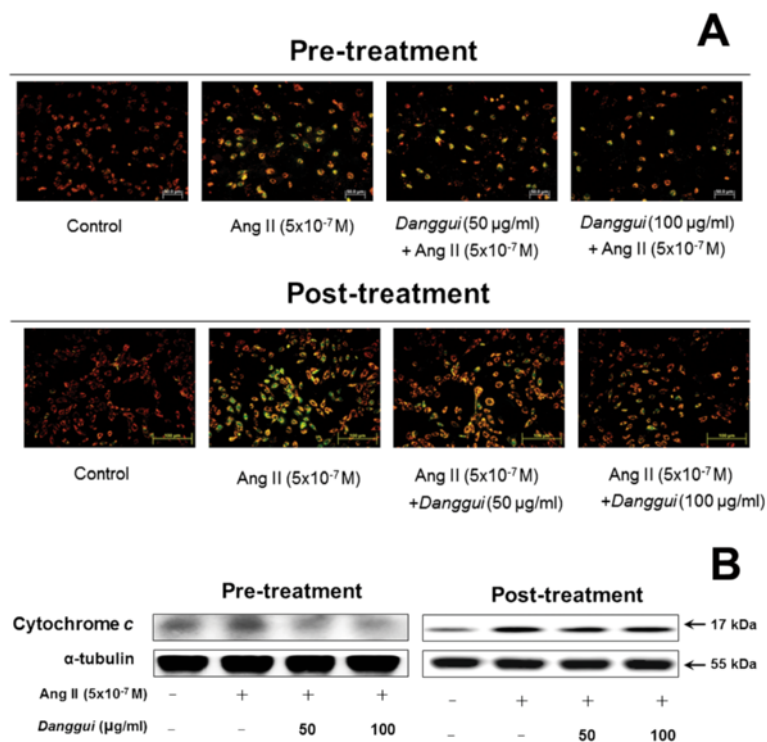 A
Pre-treatment
Control
Ang II (5x10⁻⁷ M)
Danggui (50 μg/ml)
+ Ang II (5x10⁻⁷ M)
Danggui (100 μg/ml)
+ Ang II (5x10⁻⁷ M)
Post-treatment
Control
Ang II (5x10⁻⁷ M)
Ang II (5x10⁻⁷ M)
+Danggui (50 μg/ml)
Ang II (5x10⁻⁷ M)
+Danggui (100 μg/ml)
B
Pre-treatment
Post-treatment
Cytochrome c
← 17 kDa
α-tubulin
← 55 kDa
Ang II (5x10⁻⁷ M) - + + + - + + +
Danggui (μg/ml) - - 50 100 - - 50 100